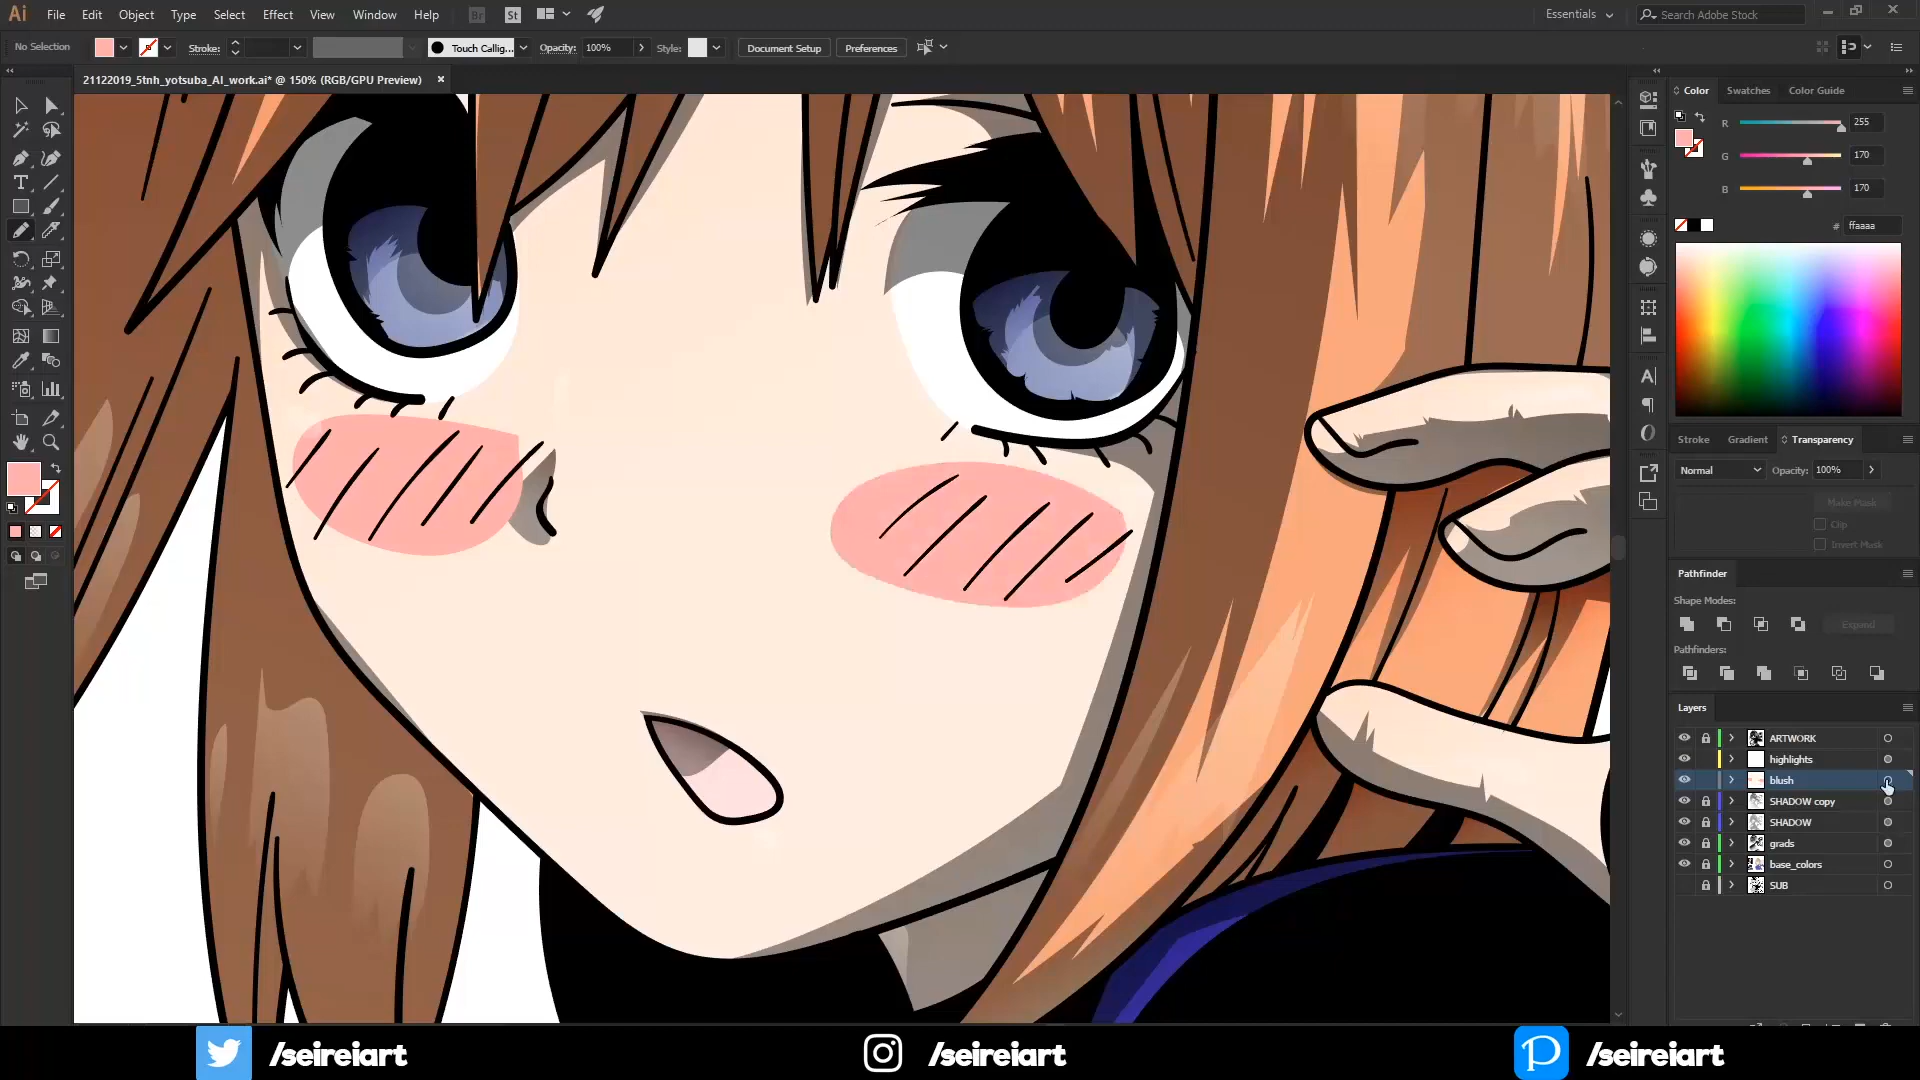 Ai File Edit Object Type Select Effect View Window Help Br St Essentials Search Adobe Stock
No Selection Stroke: Touch Callig... Opacity: 100% Style: Document Setup Preferences
21122019_5tnh_yotsuba_AI_work.ai* @ 150% (RGB/GPU Preview) ×
Color Swatches Color Guide
R 255
G 170
B 170
# ffaaaa
Stroke Gradient Transparency
Normal Opacity: 100%
Make Mask
Clip
Invert Mask
Pathfinder
Shape Modes:
Expand
Pathfinders:
Layers
ARTWORK
highlights
blush
SHADOW copy
SHADOW
grads
base_colors
SUB
/seireiart /seireiart /seireiart